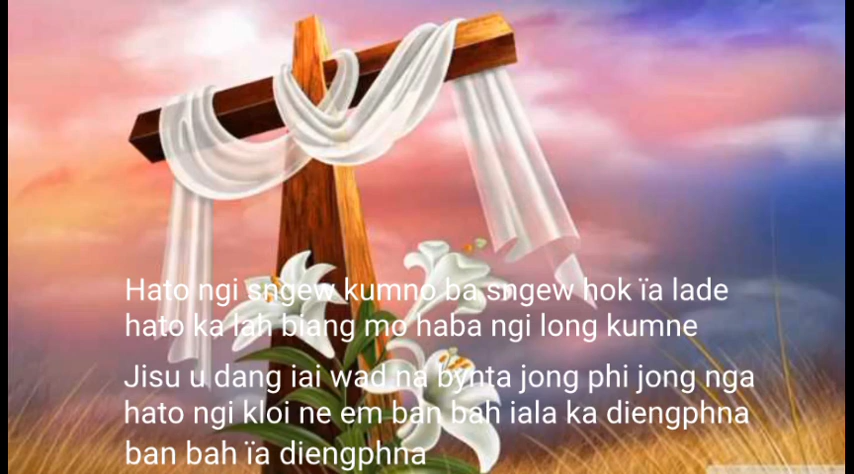 Hato ngi sngew kumno ba sngew hok ïa lade
hato ka lah biang mo haba ngi long kumne
Jisu u dang iai wad na bynta jong phi jong nga
hato ngi kloi ne em ban bah iala ka diengphna
ban bah ïa diengphna